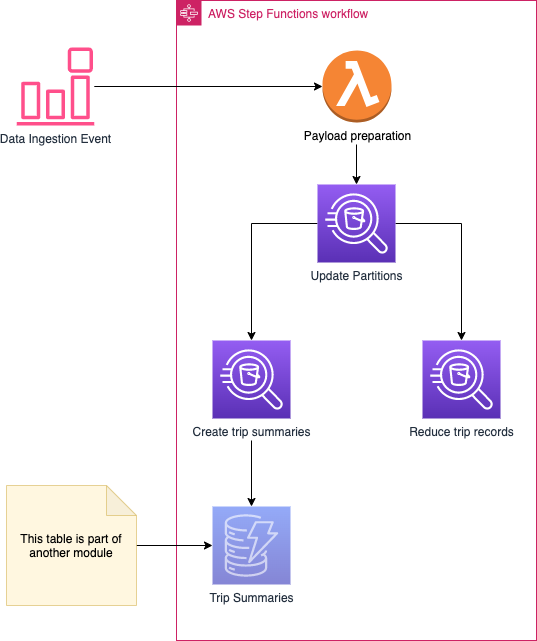 AWS Step Functions workflow
Data Ingestion Event
Payload preparation
Update Partitions
Create trip summaries
Reduce trip records
This table is part of
another module
Trip Summaries